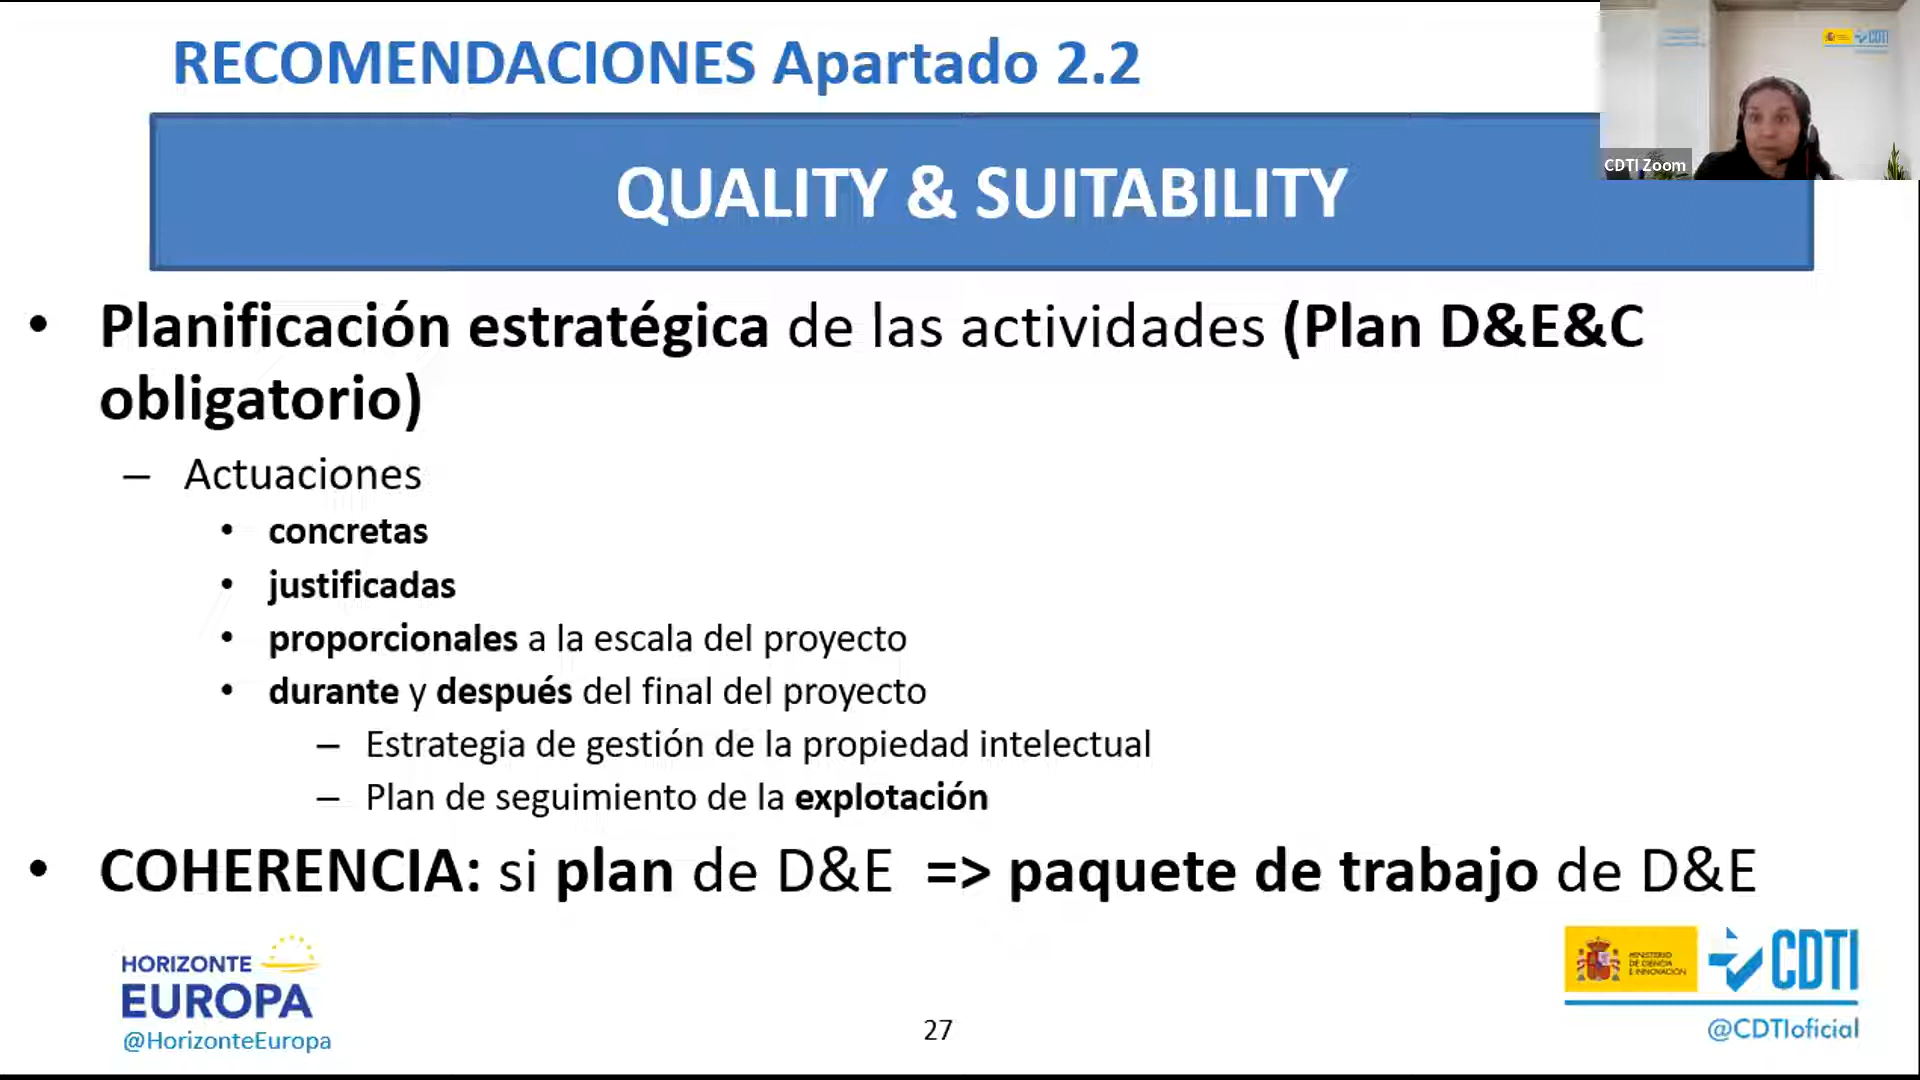 RECOMENDACIONES Apartado 2.2
CDTI
CDTI Zoom
QUALITY & SUITABILITY
• Planificación estratégica de las actividades (Plan D&E&C
obligatorio)
– Actuaciones
• concretas
• justificadas
• proporcionales a la escala del proyecto
• durante y después del final del proyecto
– Estrategia de gestión de la propiedad intelectual
– Plan de seguimiento de la explotación
• COHERENCIA: si plan de D&E => paquete de trabajo de D&E
HORIZONTE
EUROPA
@HorizonteEuropa
27
MINISTERIO
DE CIENCIA
E INNOVACIÓN
CDTI
@CDTIoficial